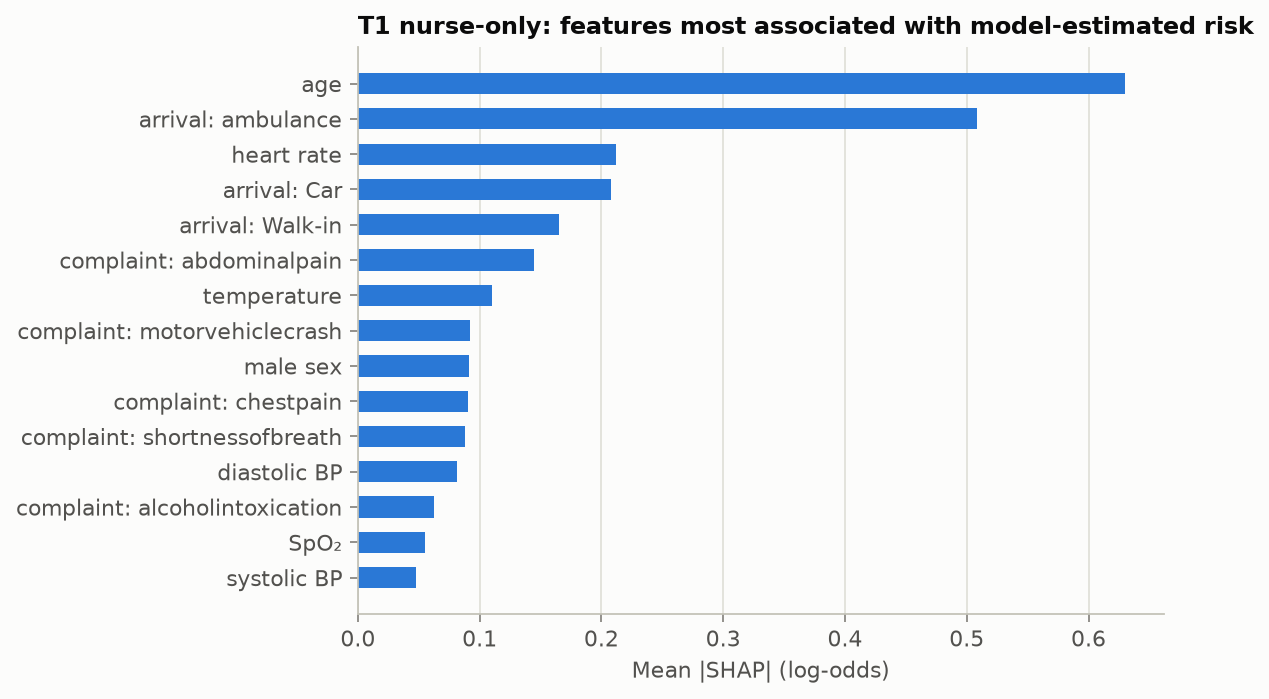 T1 nurse-only: features most associated with model-estimated risk
age
arrival: ambulance
heart rate
arrival: Car
arrival: Walk-in
complaint: abdominalpain
temperature
complaint: motorvehiclecrash
male sex
complaint: chestpain
complaint: shortnessofbreath
diastolic BP
complaint: alcoholintoxication
SpO₂
systolic BP
0.0 0.1 0.2 0.3 0.4 0.5 0.6
Mean |SHAP| (log-odds)